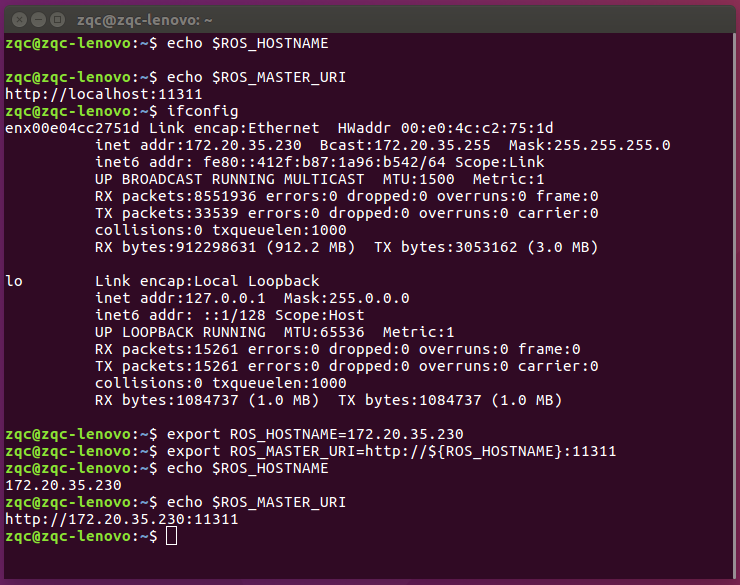 zqc@zqc-lenovo: ~
zqc@zqc-lenovo:~$ echo $ROS_HOSTNAME

zqc@zqc-lenovo:~$ echo $ROS_MASTER_URI
http://localhost:11311
zqc@zqc-lenovo:~$ ifconfig
enx00e04cc2751d Link encap:Ethernet  HWaddr 00:e0:4c:c2:75:1d
          inet addr:172.20.35.230  Bcast:172.20.35.255  Mask:255.255.255.0
          inet6 addr: fe80::412f:b87:1a96:b542/64 Scope:Link
          UP BROADCAST RUNNING MULTICAST  MTU:1500  Metric:1
          RX packets:8551936 errors:0 dropped:0 overruns:0 frame:0
          TX packets:33539 errors:0 dropped:0 overruns:0 carrier:0
          collisions:0 txqueuelen:1000
          RX bytes:912298631 (912.2 MB)  TX bytes:3053162 (3.0 MB)

lo        Link encap:Local Loopback
          inet addr:127.0.0.1  Mask:255.0.0.0
          inet6 addr: ::1/128 Scope:Host
          UP LOOPBACK RUNNING  MTU:65536  Metric:1
          RX packets:15261 errors:0 dropped:0 overruns:0 frame:0
          TX packets:15261 errors:0 dropped:0 overruns:0 carrier:0
          collisions:0 txqueuelen:1000
          RX bytes:1084737 (1.0 MB)  TX bytes:1084737 (1.0 MB)

zqc@zqc-lenovo:~$ export ROS_HOSTNAME=172.20.35.230
zqc@zqc-lenovo:~$ export ROS_MASTER_URI=http://${ROS_HOSTNAME}:11311
zqc@zqc-lenovo:~$ echo $ROS_HOSTNAME
172.20.35.230
zqc@zqc-lenovo:~$ echo $ROS_MASTER_URI
http://172.20.35.230:11311
zqc@zqc-lenovo:~$